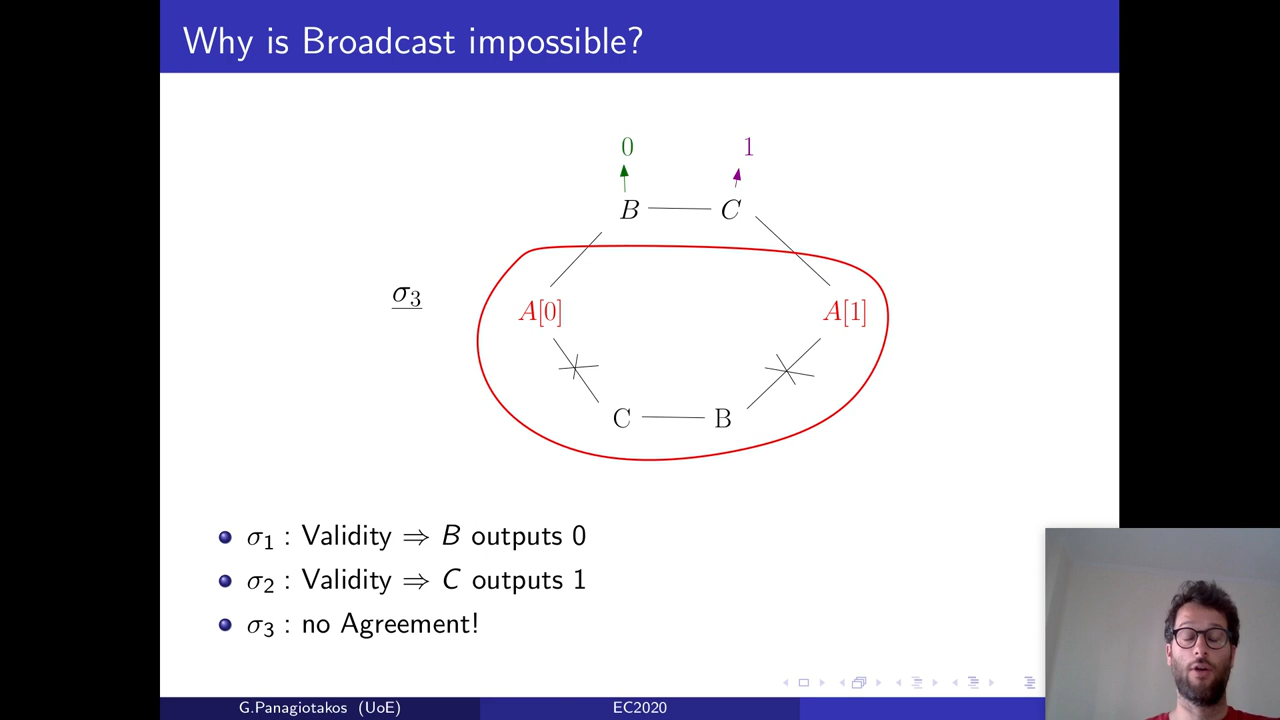 Why is Broadcast impossible?
0 1
B C
σ3
A[0] A[1]
C B
σ1 : Validity ⇒ B outputs 0
σ2 : Validity ⇒ C outputs 1
σ3 : no Agreement!
G.Panagiotakos (UoE) EC2020